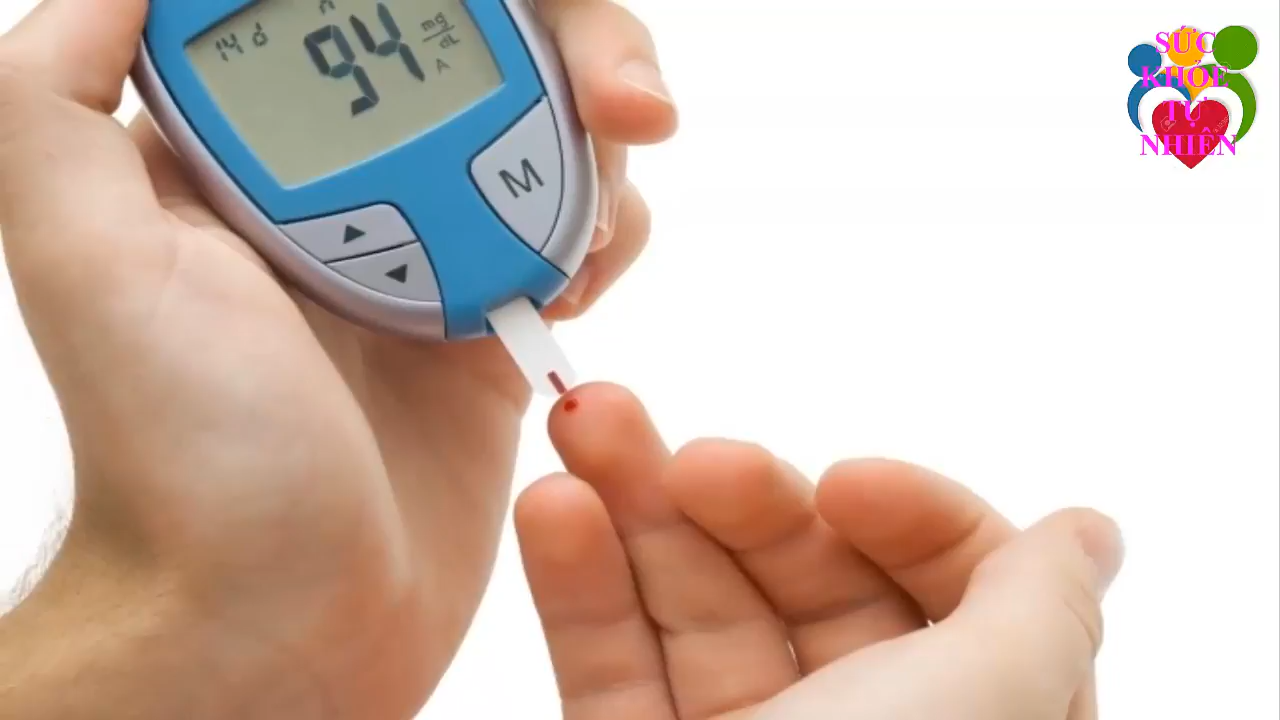 14 d
94 mg/dL
A
M
SỨC
KHỎE
TỰ
NHIÊN